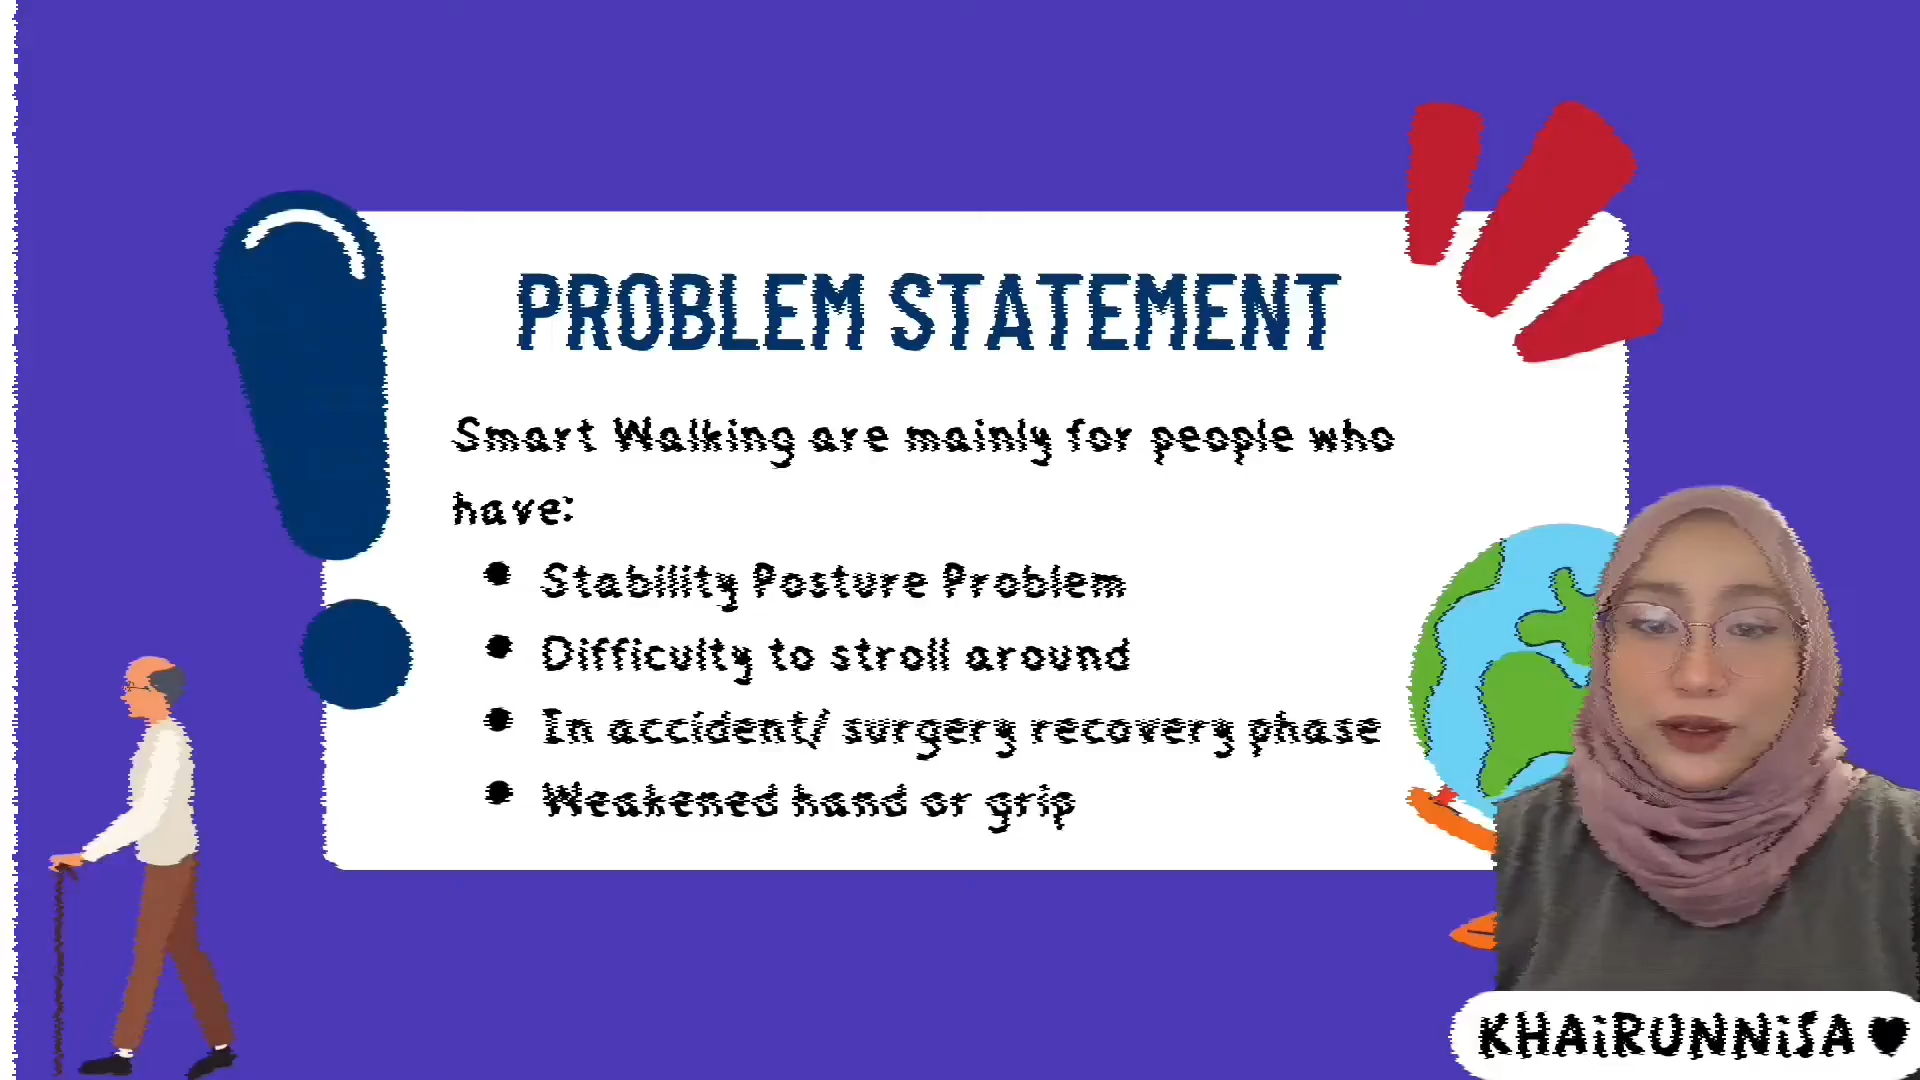 PROBLEM STATEMENT
Smart Walking are mainly for people who
have:
• Stability Posture Problem
• Difficulty to stroll around
• In accident/ surgery recovery phase
• Weakened hand or grip
KHAiRUNNiSA ♥